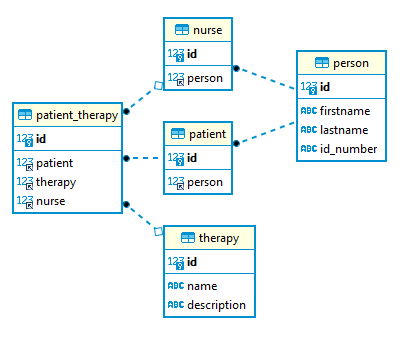 nurse
123 id
123 person
person
123 id
ABC firstname
ABC lastname
ABC id_number
patient_therapy
123 id
123 patient
123 therapy
123 nurse
patient
123 id
123 person
therapy
123 id
ABC name
ABC description